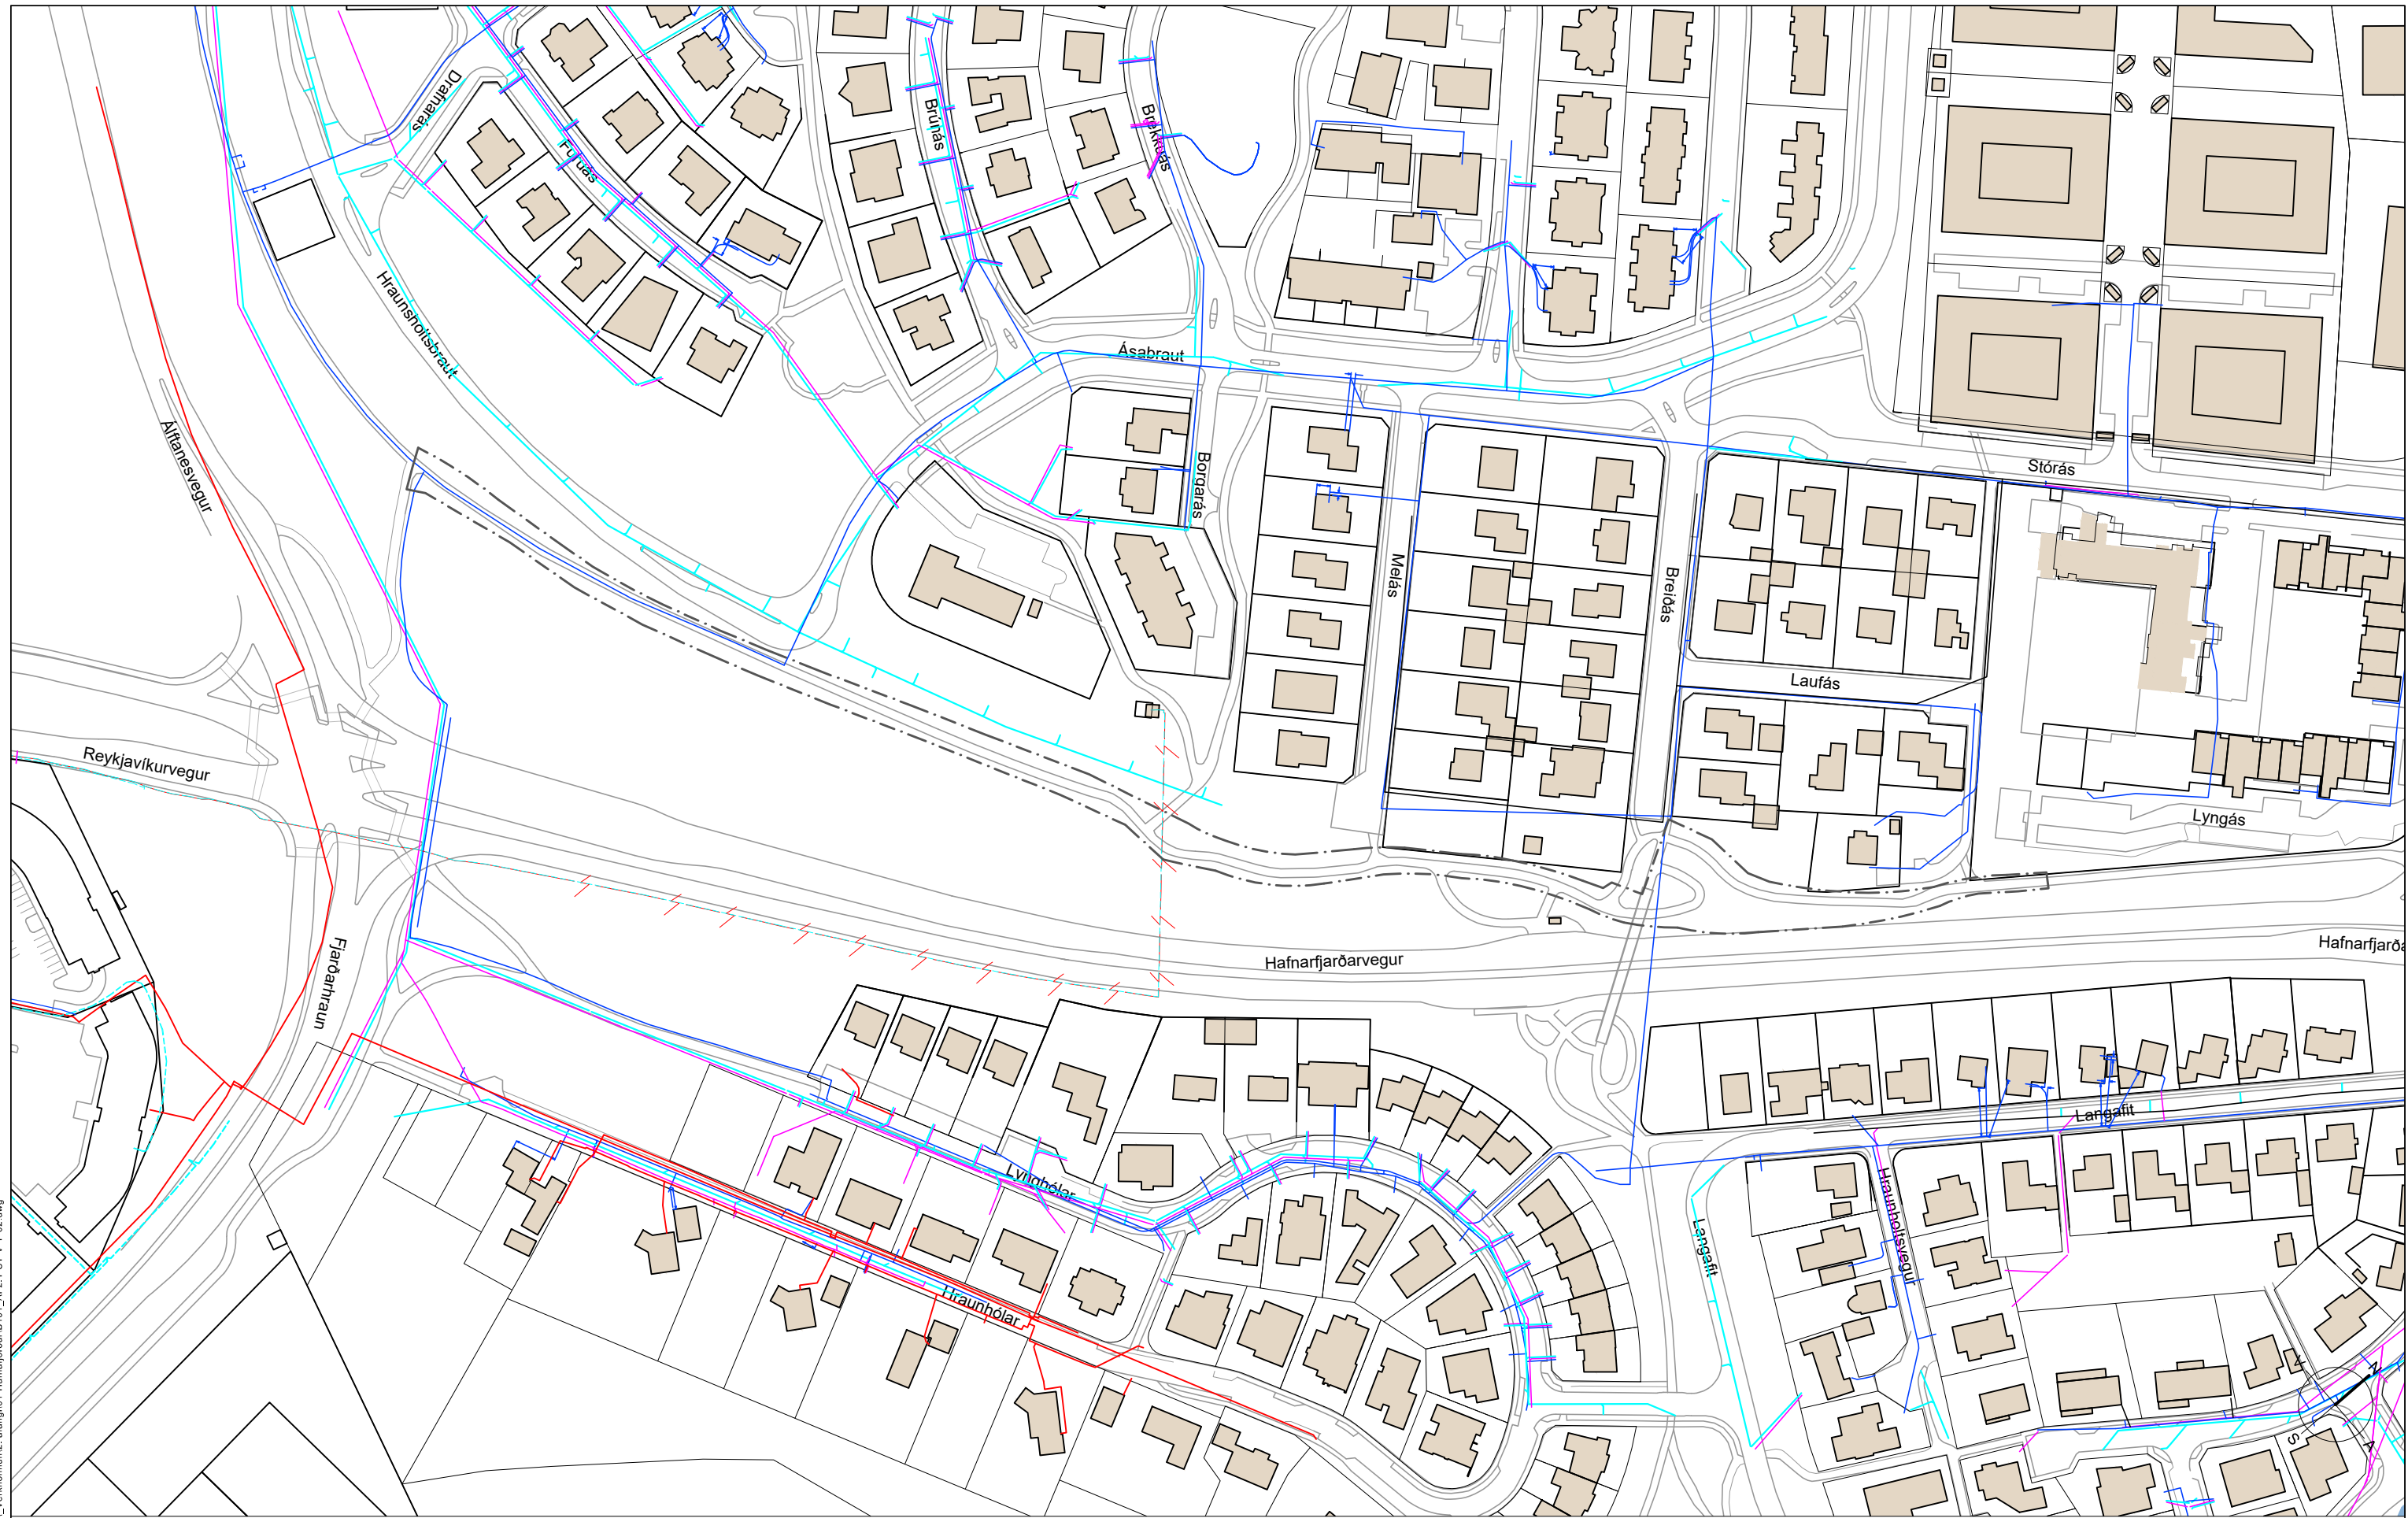 Drafnarás
Furuás
Brúnás
Brekkuás
Hraunsholtsbraut
Ásabraut
Álftanesvegur
Borgarás
Stórás
Melás
Breiðás
Laufás
Reykjavíkurvegur
Lyngás
Hafnarfjarðarvegur
Hafnarfjarða
Fjarðarhraun
Langafit
Lynghólar
Hraunholtsvegur
Langafit
Hraunhólar
N
V
S
A